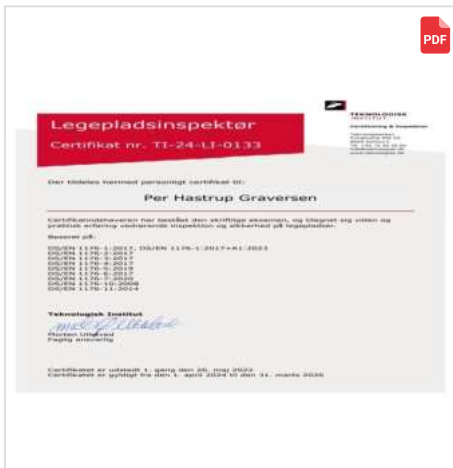 PDF
TEKNOLOGISK
INSTITUT
Legepladsinspektør
Certifikat nr. TI-24-LI-0133
Certificering & Inspektion
Der tildeles hermed personligt certifikat til:
Per Hastrup Graversen
Certifikatindehaveren har bestået den skriftlige eksamen, og tilegnet sig viden og
praktisk erfaring vedrørende inspektion og sikkerhed på legepladser.
Baseret på:
DS/EN 1176-1:2017, DS/EN 1176-1:2017+A1:2023
DS/EN 1176-2:2017
DS/EN 1176-3:2017
DS/EN 1176-4:2017
DS/EN 1176-5:2019
DS/EN 1176-6:2017
DS/EN 1176-7:2020
DS/EN 1176-10:2008
DS/EN 1176-11:2014
Teknologisk Institut
Morten
Faglig ansvarlig
Certifikatet er udstedt 1. gang den 20. maj 2022
Certifikatet er gyldigt fra den 1. april 2024 til den 31. marts 2026